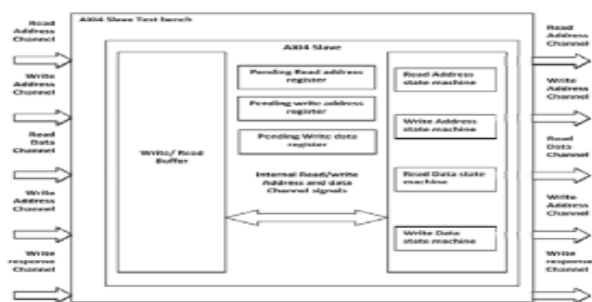 AXI4 Slave Test bench
Read
Address
Channel
Write
Address
Channel
Read
Data
Channel
Write
Address
Channel
Write
response
Channel
AXI4 Slave
Write/ Read
Buffer
Pending Read address
register
Pending write address
register
Pending Write data
register
Internal Read/write
Address and data
Channel signals
Read Address
state machine
Write Address
state machine
Read Data state
machine
Write Data
state machine
Read
Address
Channel
Write
Address
Channel
Read
Data
Channel
Write
Address
Channel
Write
response
Channel